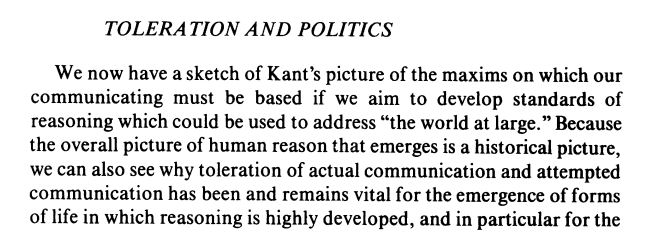 TOLERATION AND POLITICS
We now have a sketch of Kant's picture of the maxims on which our
communicating must be based if we aim to develop standards of
reasoning which could be used to address "the world at large." Because
the overall picture of human reason that emerges is a historical picture,
we can also see why toleration of actual communication and attempted
communication has been and remains vital for the emergence of forms
of life in which reasoning is highly developed, and in particular for the